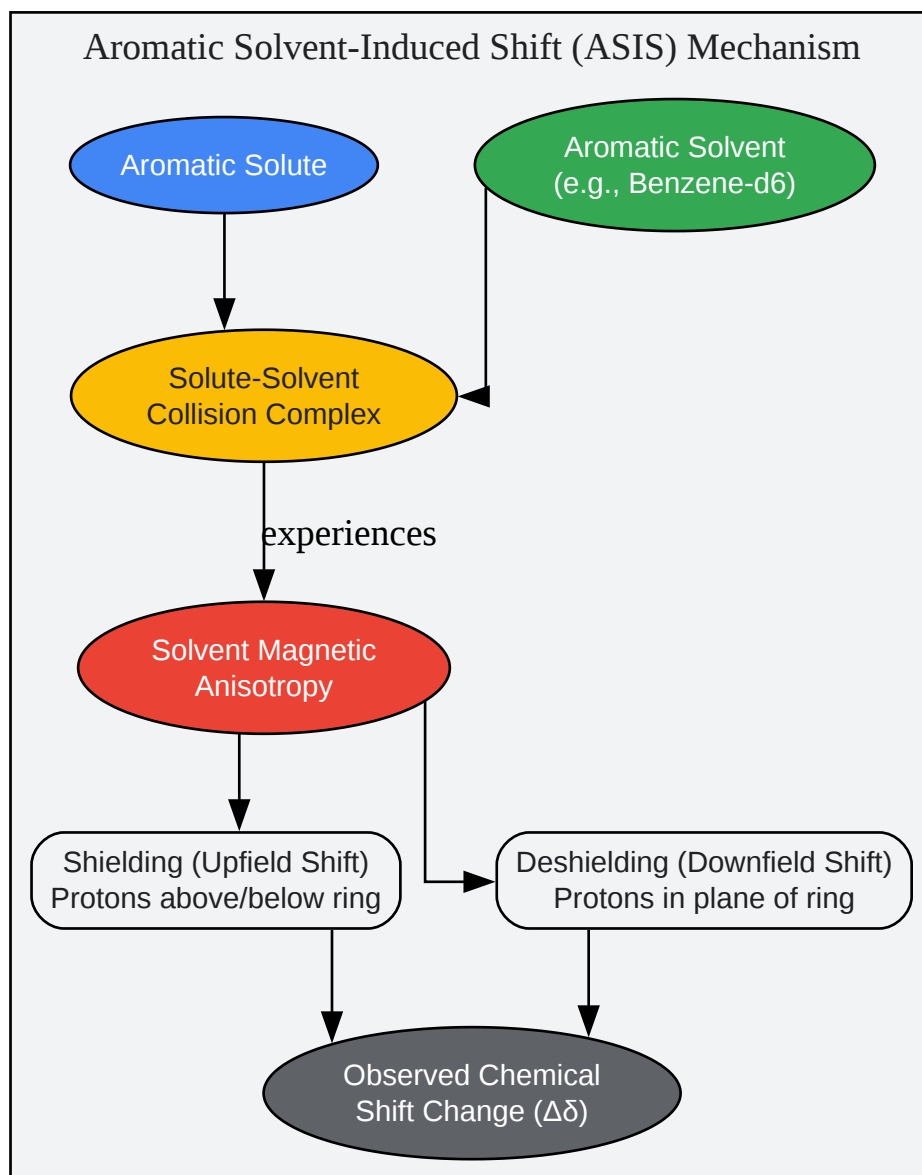 Aromatic Solvent-Induced Shift (ASIS) Mechanism
Aromatic Solute
Aromatic Solvent
(e.g., Benzene-d6)
Solute-Solvent
Collision Complex
experiences
Solvent Magnetic
Anisotropy
Shielding (Upfield Shift)
Protons above/below ring
Deshielding (Downfield Shift)
Protons in plane of ring
Observed Chemical
Shift Change (Δδ)